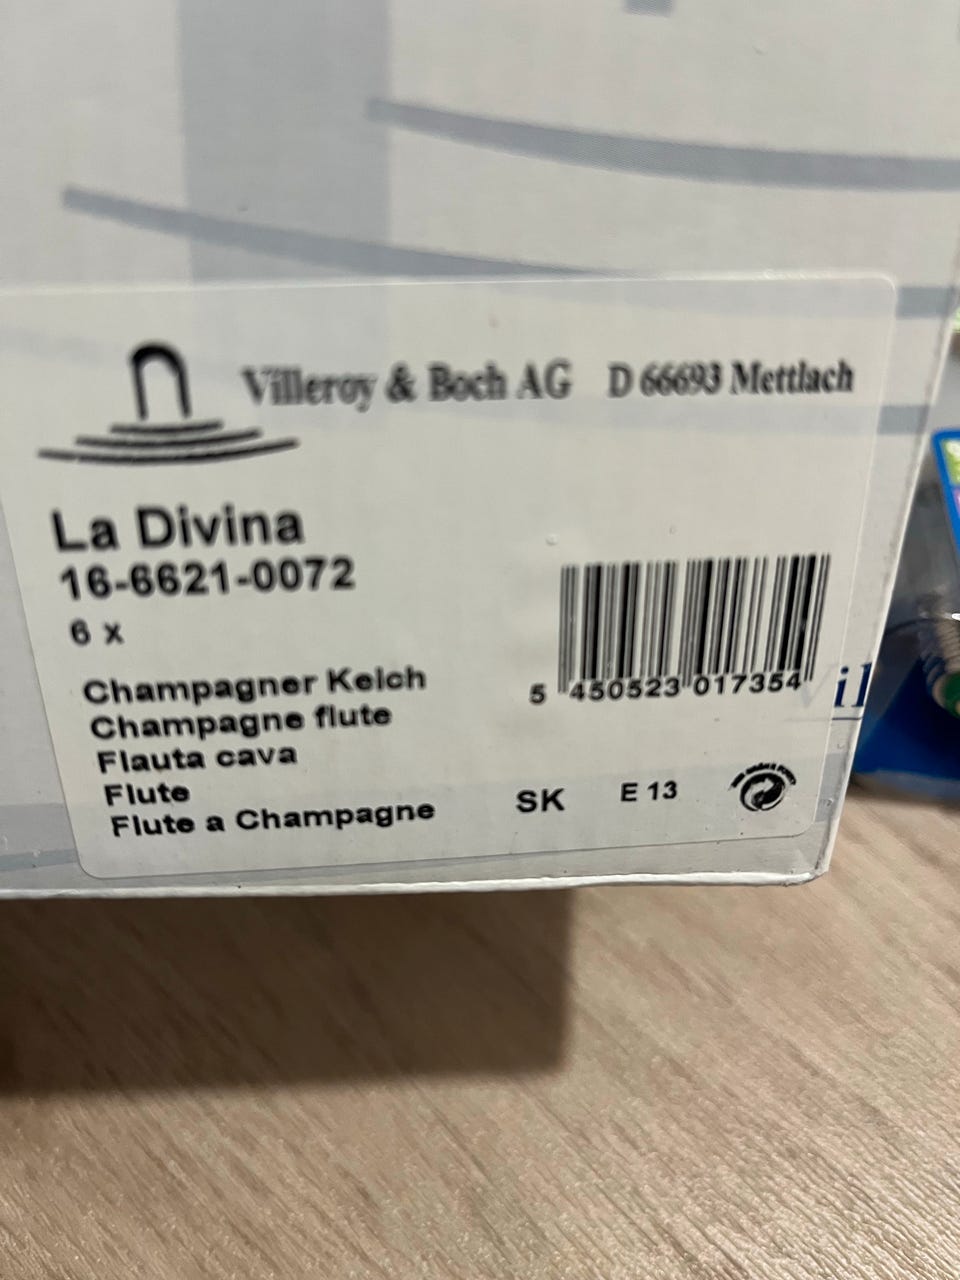 Villeroy & Boch AG D 66693 Mettlach
La Divina
16-6621-0072
6 x
Champagner Kelch
Champagne flute
Flauta cava
Flute
Flute a Champagne
5 450523 017354
SK E 13